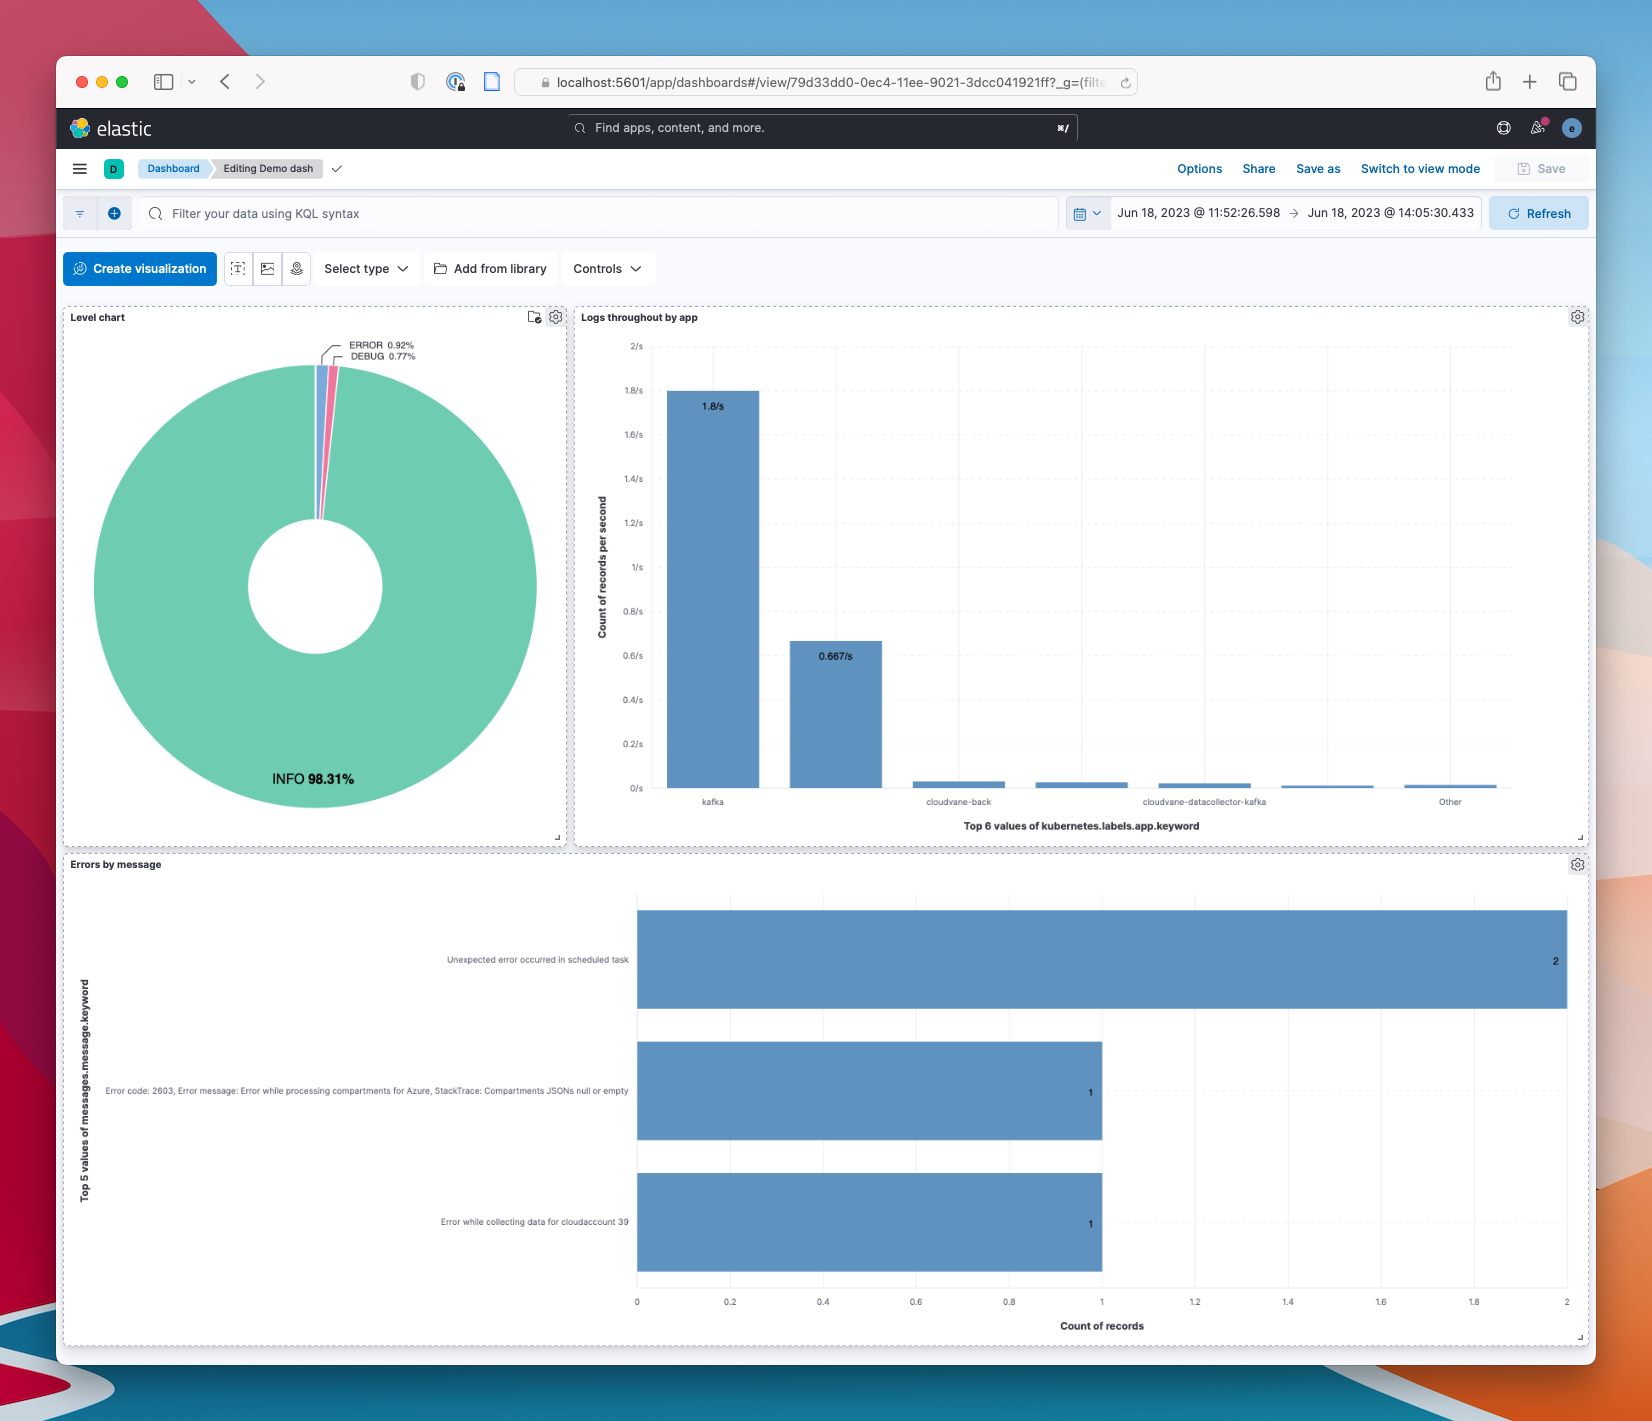 localhost:5601/app/dashboards#/view/79d33dd0-0ec4-11ee-9021-3dcc041921ff?_g=(filte
elastic
Find apps, content, and more.
⌘/
e
D
Dashboard
Editing Demo dash
Options
Share
Save as
Switch to view mode
Save
Filter your data using KQL syntax
Jun 18, 2023 @ 11:52:26.598 → Jun 18, 2023 @ 14:05:30.433
Refresh
Create visualization
Select type
Add from library
Controls
Level chart
ERROR 0.92%
DEBUG 0.77%
INFO 98.31%
Logs throughout by app
2/s
1.8/s
1.6/s
1.4/s
1.2/s
1/s
0.8/s
0.6/s
0.4/s
0.2/s
0/s
Count of records per second
1.8/s
0.667/s
kafka
cloudvane-back
cloudvane-datacollector-kafka
Other
Top 6 values of kubernetes.labels.app.keyword
Errors by message
Top 5 values of messages.message.keyword
Unexpected error occurred in scheduled task
2
Error code: 2603, Error message: Error while processing compartments for Azure, StackTrace: Compartments JSONs null or empty
1
Error while collecting data for cloudaccount 39
1
0
0.2
0.4
0.6
0.8
1
1.2
1.4
1.6
1.8
2
Count of records